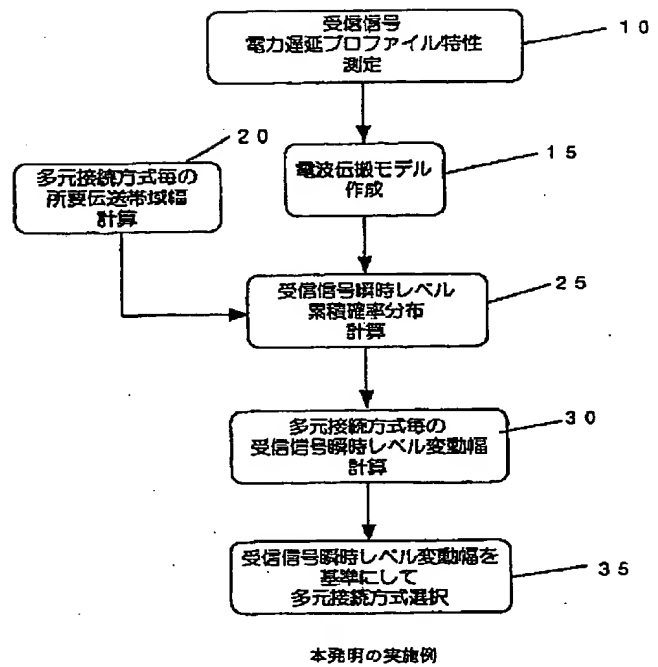 受信信号
電力遅延プロファイル特性
測定
10
20
多元接続方式毎の
所要伝送帯域幅
計算
電波伝搬モデル
作成
15
受信信号瞬時レベル
累積確率分布
計算
25
多元接続方式毎の
受信信号瞬時レベル変動幅
計算
30
受信信号瞬時レベル変動幅を
基準にして
多元接続方式選択
35
本発明の実施例